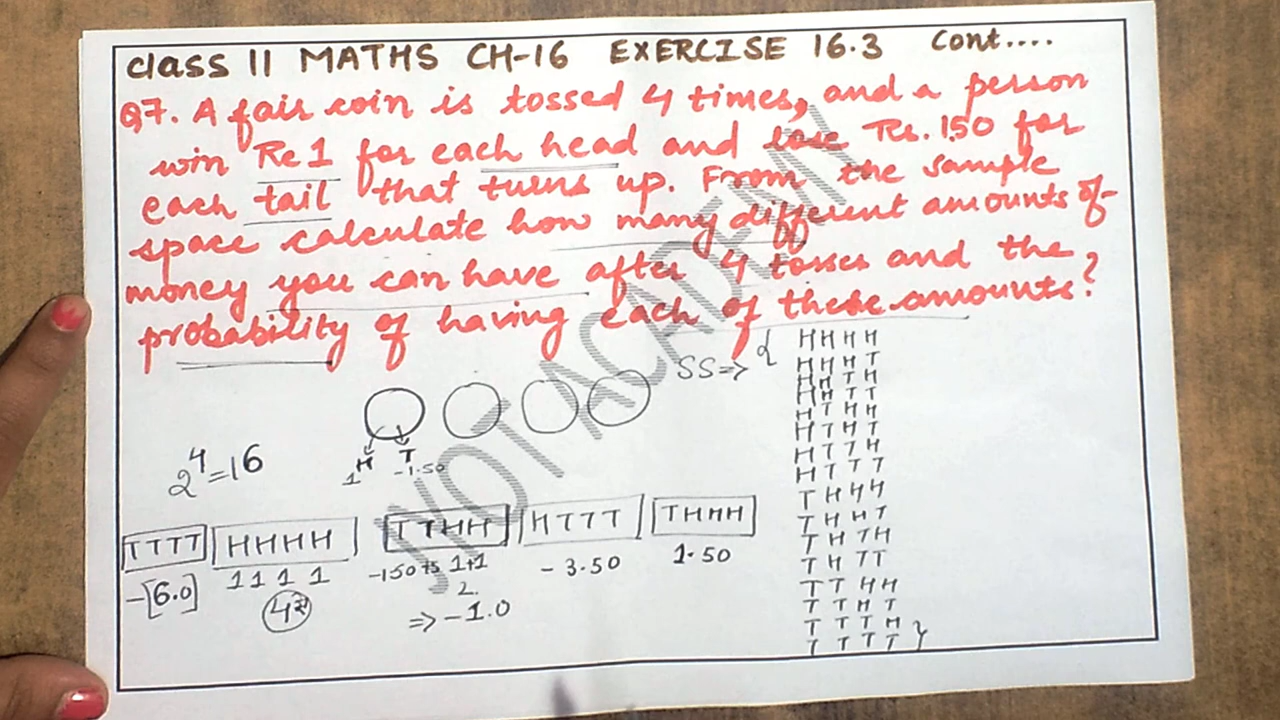 class 11 MATHS CH-16 EXERCISE 16.3 Cont....
Q7. A fair coin is tossed 4 times, and a person
win Re 1 for each head and lose Rs. 150 for
each tail that turns up. From the sample
space calculate how many different amounts of
money you can have after 4 tosses and the
probability of having each of these amounts?
SS => {
HHHH
HHHT
HHTH
HHTT
HTHH
HTHT
HTTH
HTTT
THHH
THHT
THTH
THTT
TTHH
TTHT
TTTH
TTTT }
H T
1 -1.50
2^4=16
TTTT HHHH TTHH HTTT THHH
-[6.0] 1 1 1 1 1+1 -3.50 1.50
4 2.
=> -1.0
JYOTI ACADEMY